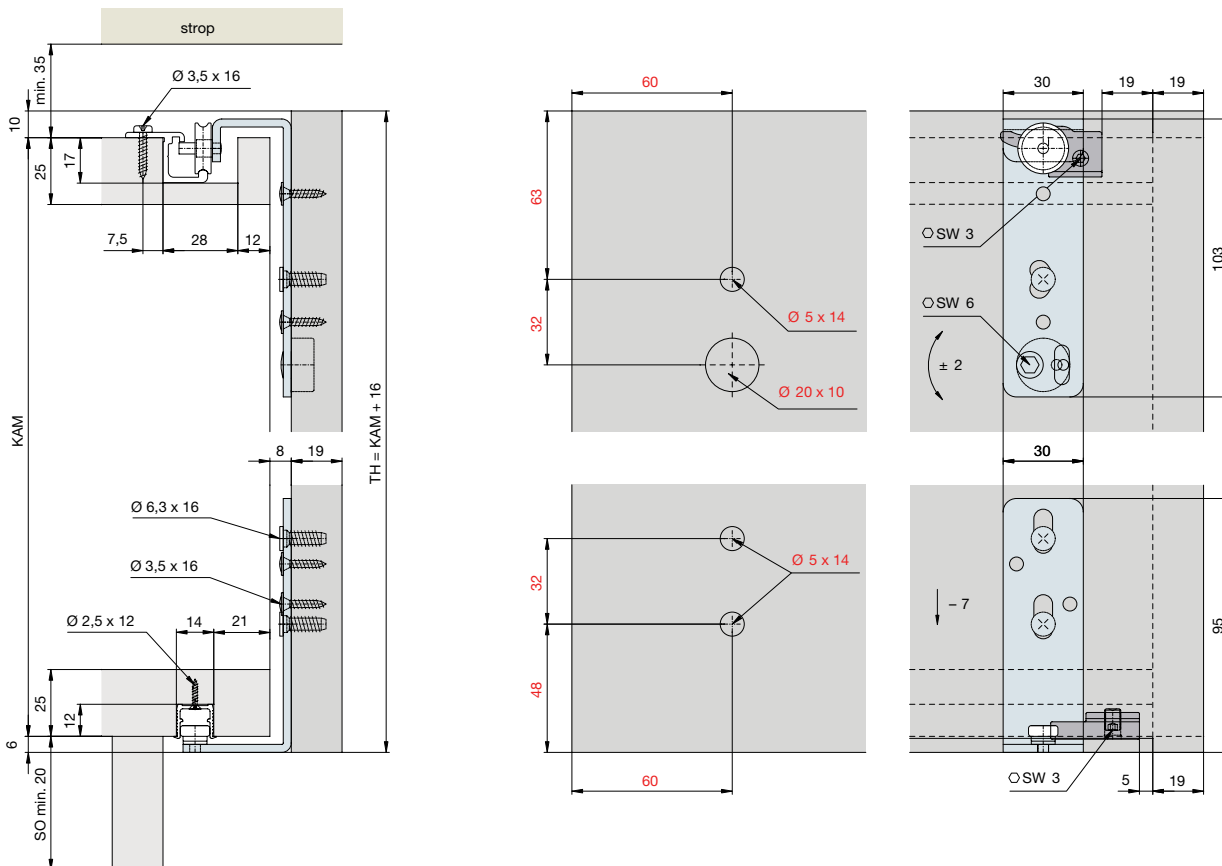 strop
min. 35
Ø 3,5 x 16
10
17
25
7,5
28
12
KAM
TH = KAM + 16
8
19
Ø 6,3 x 16
Ø 3,5 x 16
Ø 2,5 x 12
14
21
25
12
6
SO min. 20
60
63
32
Ø 5 x 14
Ø 20 x 10
32
Ø 5 x 14
48
60
30
19
19
SW 3
103
SW 6
± 2
30
– 7
95
SW 3
5
19